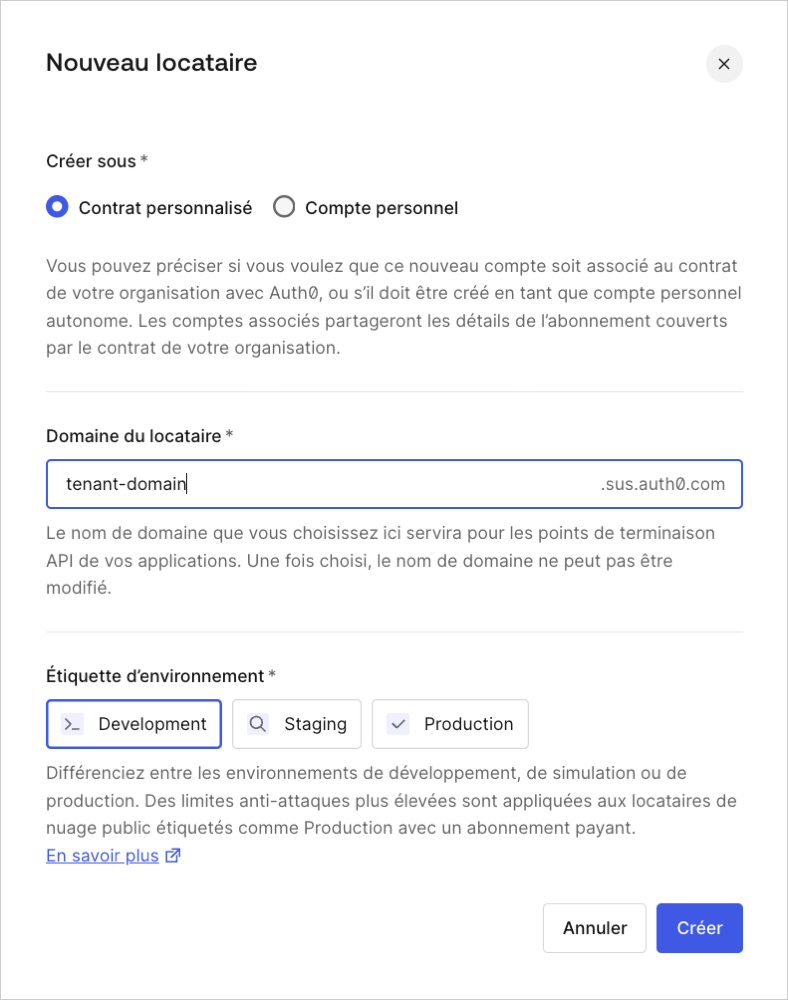 Nouveau locataire
Créer sous *
Contrat personnalisé
Compte personnel
Vous pouvez préciser si vous voulez que ce nouveau compte soit associé au contrat
de votre organisation avec Auth0, ou s’il doit être créé en tant que compte personnel
autonome. Les comptes associés partageront les détails de l’abonnement couverts
par le contrat de votre organisation.
Domaine du locataire *
tenant-domain .sus.auth0.com
Le nom de domaine que vous choisissez ici servira pour les points de terminaison
API de vos applications. Une fois choisi, le nom de domaine ne peut pas être
modifié.
Étiquette d’environnement *
Development
Staging
Production
Différenciez entre les environnements de développement, de simulation ou de
production. Des limites anti-attaques plus élevées sont appliquées aux locataires de
nuage public étiquetés comme Production avec un abonnement payant.
En savoir plus
Annuler
Créer